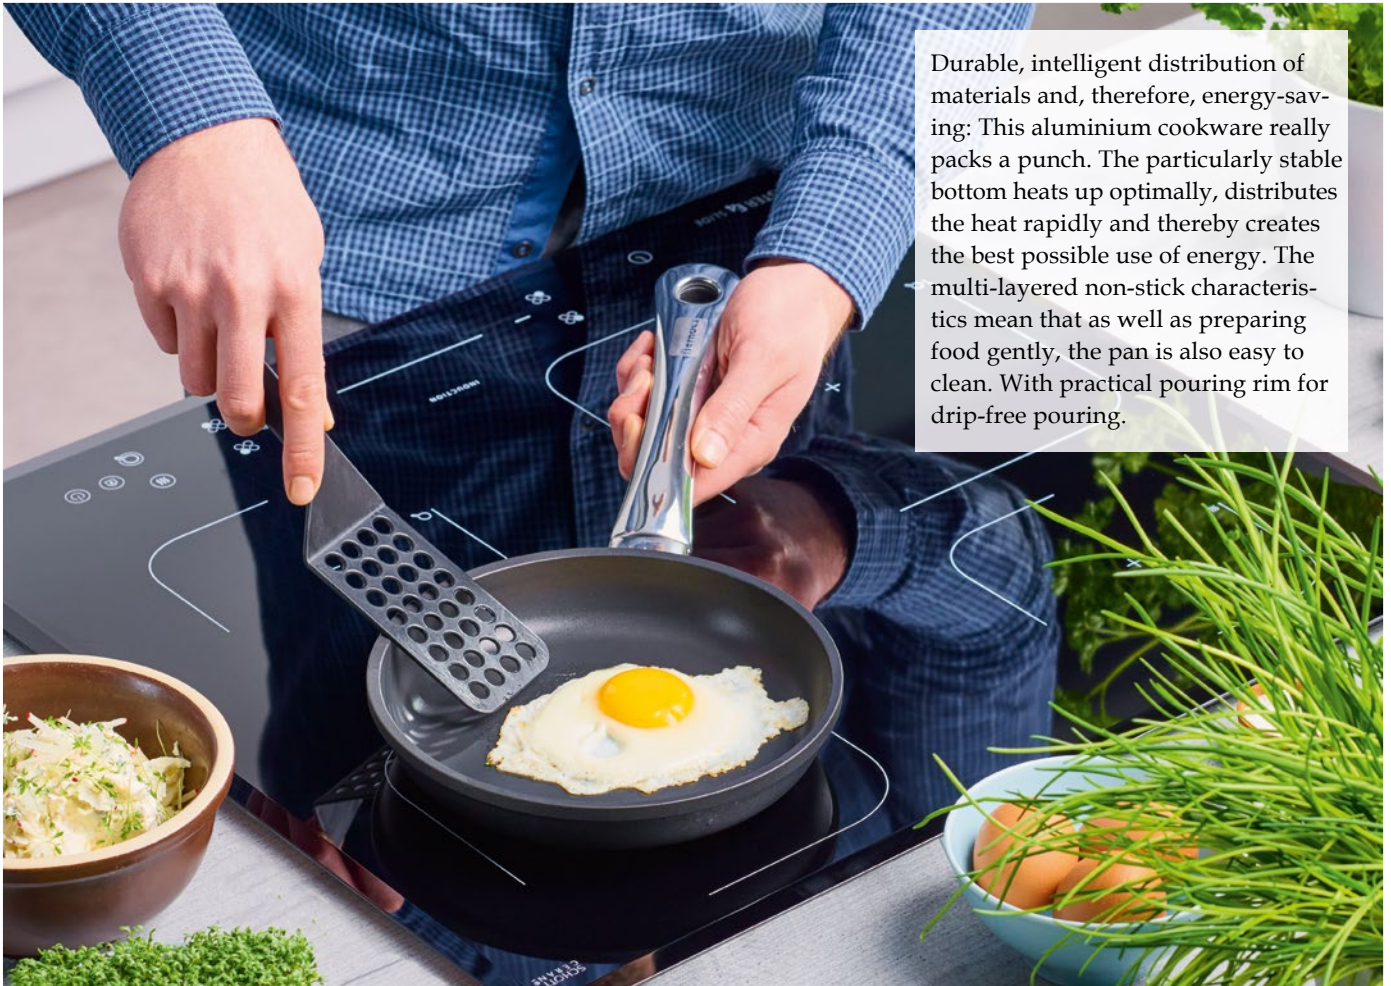 Durable, intelligent distribution of
materials and, therefore, energy-sav-
ing: This aluminium cookware really
packs a punch. The particularly stable
bottom heats up optimally, distributes
the heat rapidly and thereby creates
the best possible use of energy. The
multi-layered non-stick characteris-
tics mean that as well as preparing
food gently, the pan is also easy to
clean. With practical pouring rim for
drip-free pouring.
INDUCTION
SCHOTT
CERAN